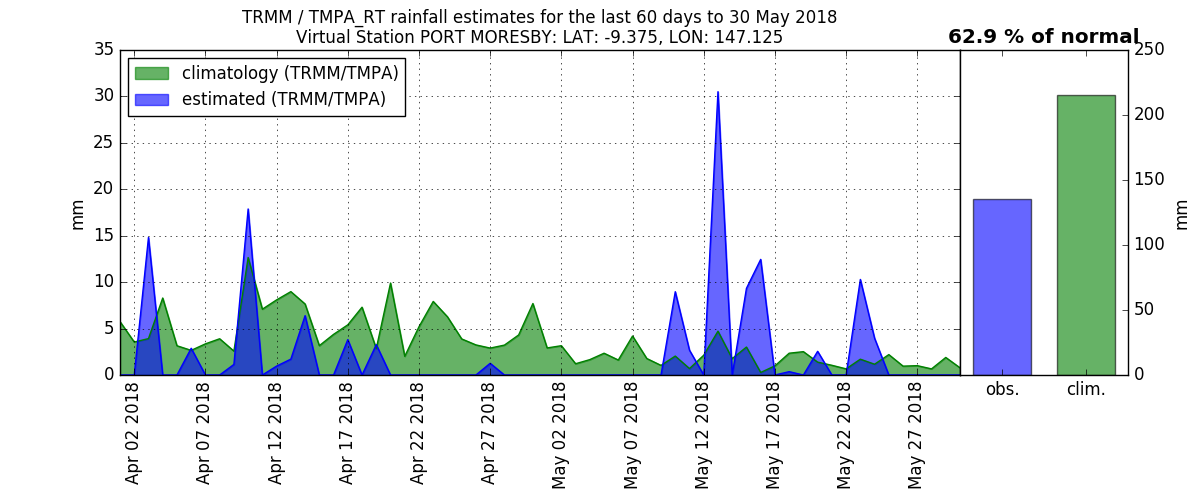 TRMM / TMPA_RT rainfall estimates for the last 60 days to 30 May 2018
Virtual Station PORT MORESBY: LAT: -9.375, LON: 147.125
62.9 % of normal
climatology (TRMM/TMPA)
estimated (TRMM/TMPA)
mm
35
30
25
20
15
10
5
0
Apr 02 2018
Apr 07 2018
Apr 12 2018
Apr 17 2018
Apr 22 2018
Apr 27 2018
May 02 2018
May 07 2018
May 12 2018
May 17 2018
May 22 2018
May 27 2018
obs.
clim.
250
200
150
100
50
0
mm